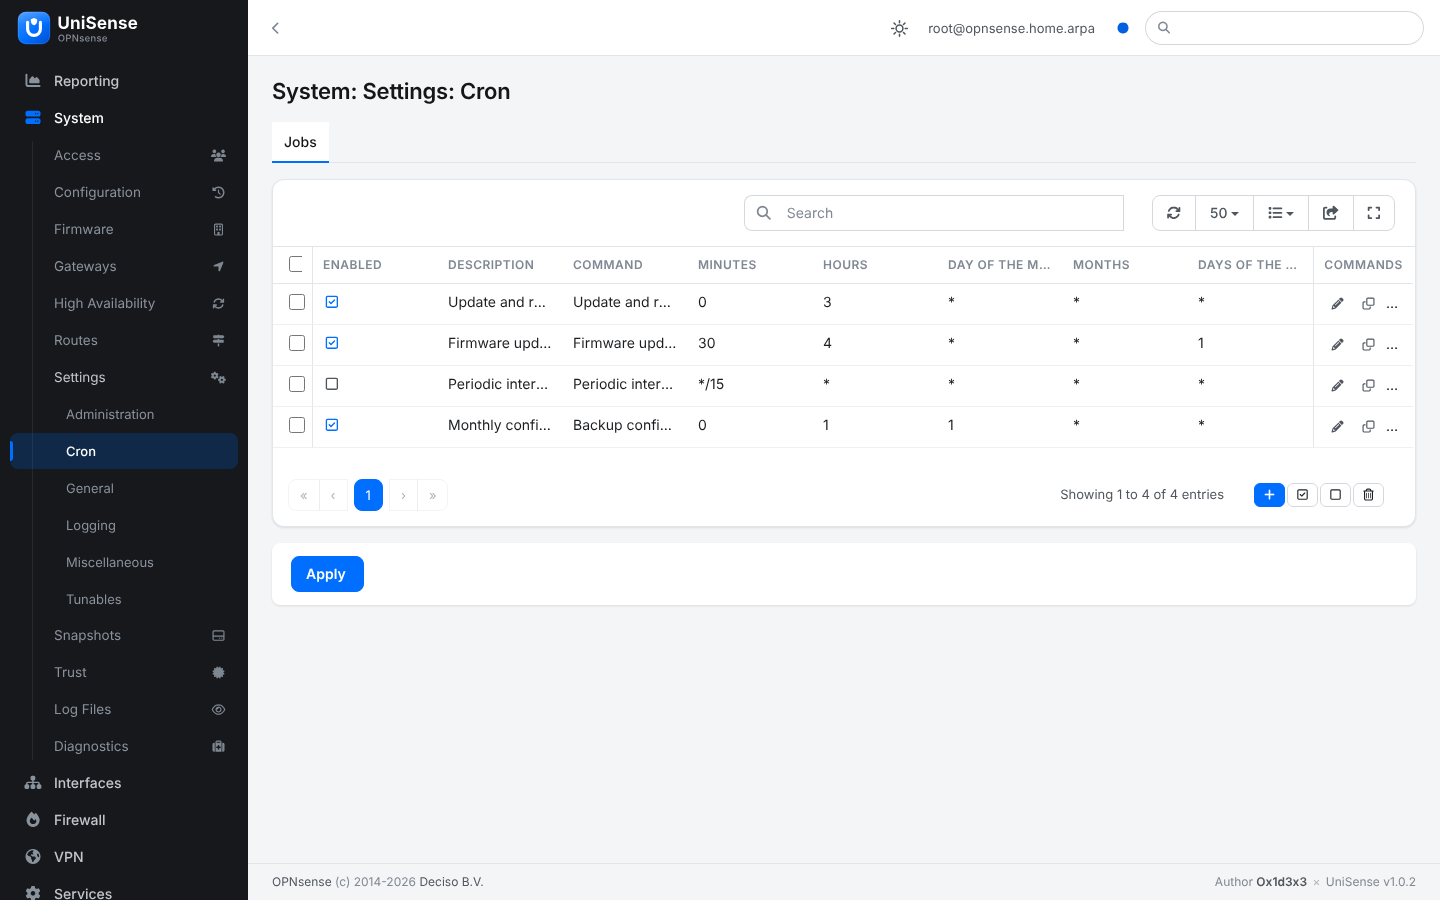 UniSense
OPNsense
root@opnsense.home.arpa
Reporting
System
Access
Configuration
Firmware
Gateways
High Availability
Routes
Settings
Administration
Cron
General
Logging
Miscellaneous
Tunables
Snapshots
Trust
Log Files
Diagnostics
Interfaces
Firewall
VPN
Services
System: Settings: Cron
Jobs
Search
50
ENABLED DESCRIPTION COMMAND MINUTES HOURS DAY OF THE M... MONTHS DAYS OF THE ... COMMANDS
Update and r... Update and r... 0 3 * * * ...
Firmware upd... Firmware upd... 30 4 * * 1 ...
Periodic inter... Periodic inter... */15 * * * * ...
Monthly confi... Backup confi... 0 1 1 * * ...
« ‹ 1 › »
Showing 1 to 4 of 4 entries
Apply
OPNsense (c) 2014-2026 Deciso B.V.
Author Ox1d3x3 × UniSense v1.0.2